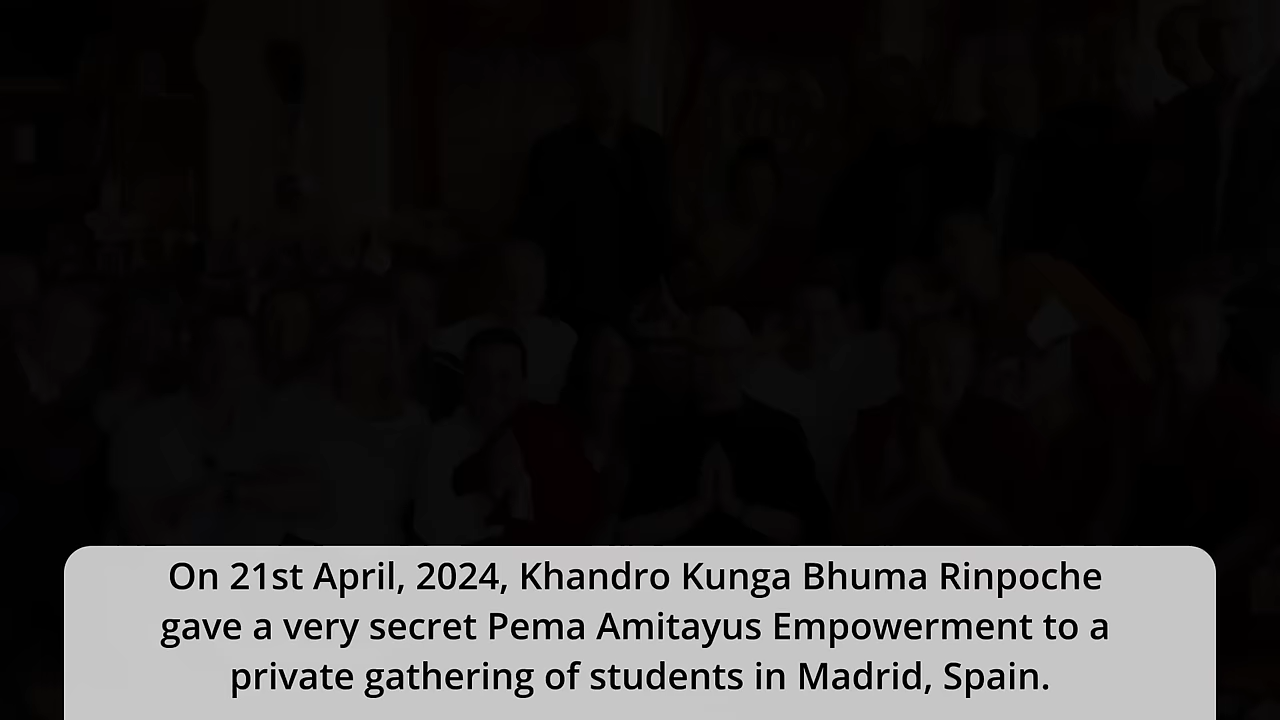 On 21st April, 2024, Khandro Kunga Bhuma Rinpoche
gave a very secret Pema Amitayus Empowerment to a
private gathering of students in Madrid, Spain.